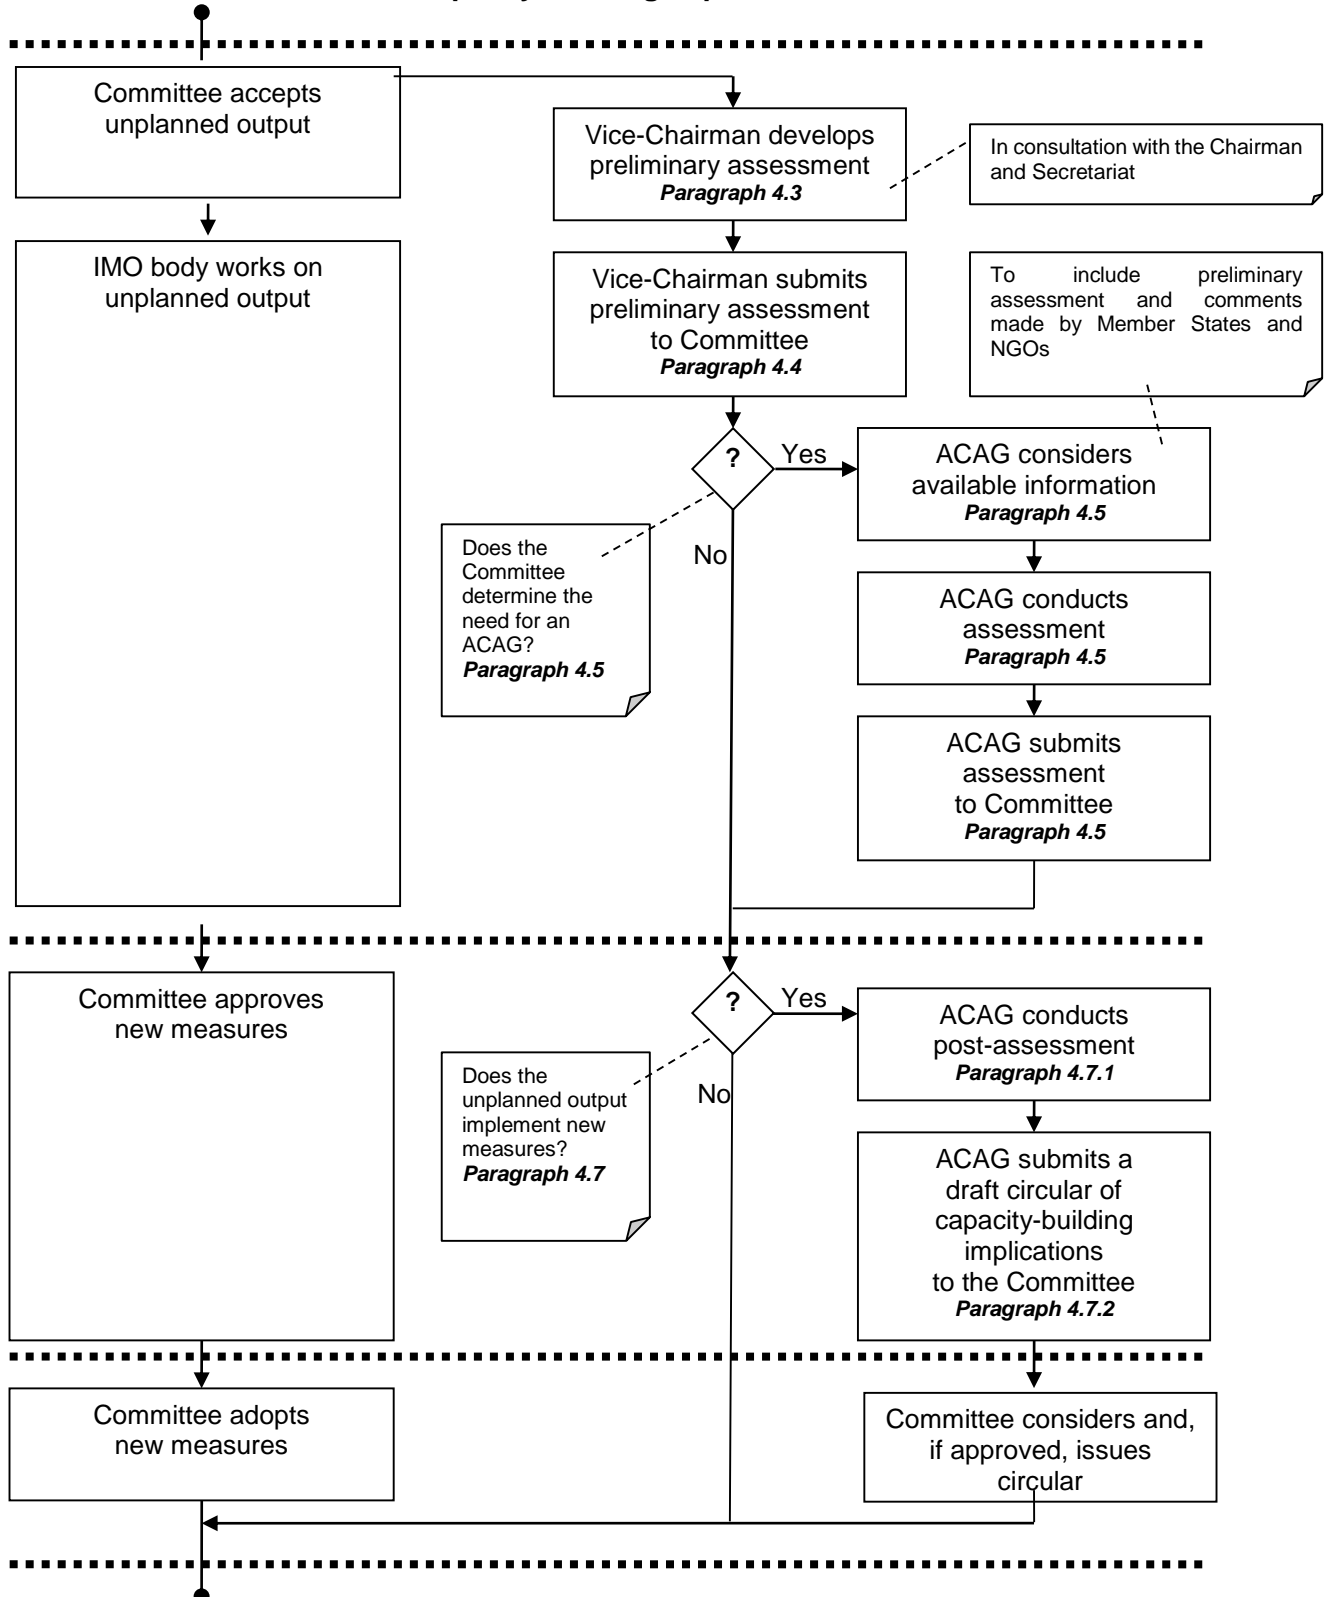 Committee accepts
unplanned output
Vice-Chairman develops
preliminary assessment
Paragraph 4.3
In consultation with the Chairman
and Secretariat
IMO body works on
unplanned output
Vice-Chairman submits
preliminary assessment
to Committee
Paragraph 4.4
To include preliminary
assessment and comments
made by Member States and
NGOs
?
Yes
No
ACAG considers
available information
Paragraph 4.5
Does the
Committee
determine the
need for an
ACAG?
Paragraph 4.5
ACAG conducts
assessment
Paragraph 4.5
ACAG submits
assessment
to Committee
Paragraph 4.5
Committee approves
new measures
?
Yes
No
ACAG conducts
post-assessment
Paragraph 4.7.1
Does the
unplanned output
implement new
measures?
Paragraph 4.7
ACAG submits a
draft circular of
capacity-building
implications
to the Committee
Paragraph 4.7.2
Committee adopts
new measures
Committee considers and,
if approved, issues
circular